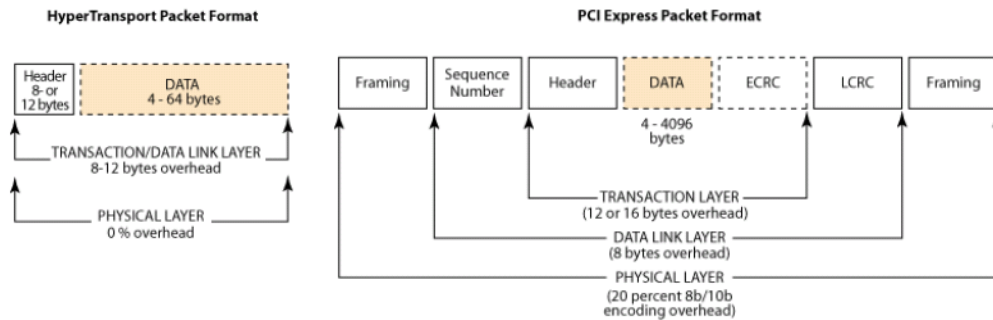 HyperTransport Packet Format
Header
8- or
12 bytes
DATA
4 - 64 bytes
TRANSACTION/DATA LINK LAYER
8-12 bytes overhead
PHYSICAL LAYER
0 % overhead
PCI Express Packet Format
Framing
Sequence
Number
Header
DATA
ECRC
LCRC
Framing
4 - 4096
bytes
TRANSACTION LAYER
(12 or 16 bytes overhead)
DATA LINK LAYER
(8 bytes overhead)
PHYSICAL LAYER
(20 percent 8b/10b
encoding overhead)